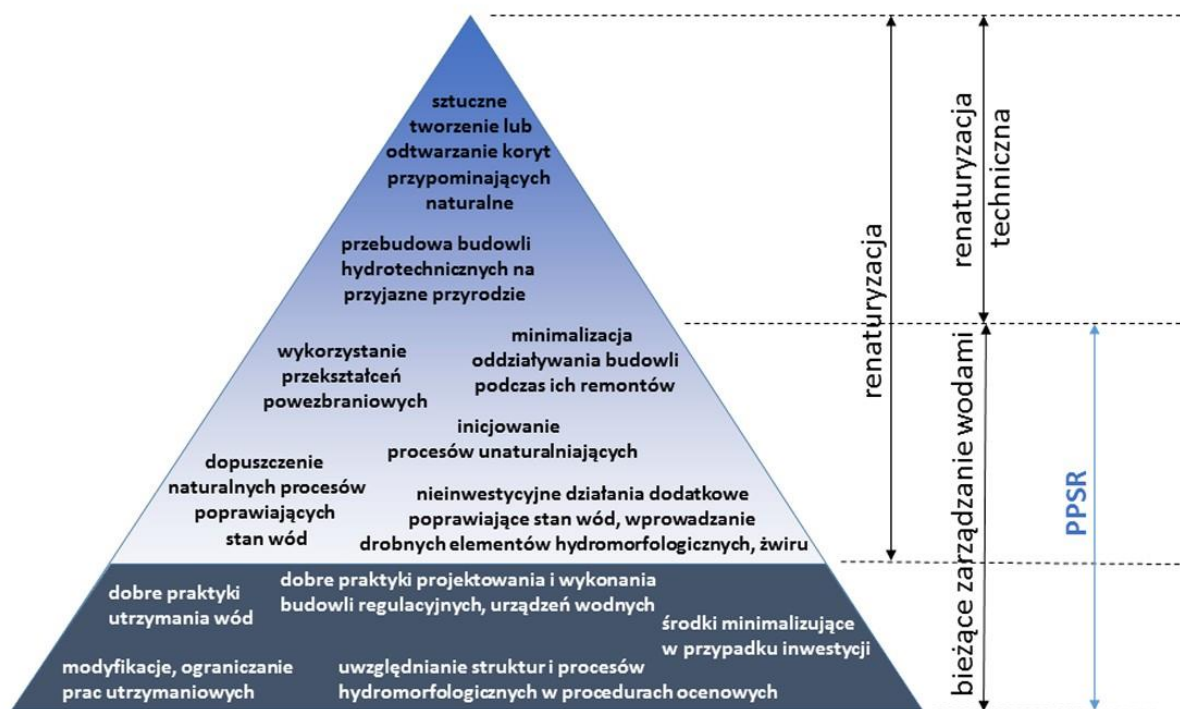 sztuczne
tworzenie lub
odtwarzanie koryt
przypominających
naturalne
przebudowa budowli
hydrotechnicznych na
przyjazne przyrodzie
wykorzystanie
przekształceń
powezbraniowych
minimalizacja
oddziaływania budowli
podczas ich remontów
inicjowanie
procesów unaturalniających
dopuszczenie
naturalnych procesów
poprawiających
stan wód
nieinwestycyjne działania dodatkowe
poprawiające stan wód, wprowadzanie
drobnych elementów hydromorfologicznych, żwiru
dobre praktyki
utrzymania wód
dobre praktyki projektowania i wykonania
budowli regulacyjnych, urządzeń wodnych
środki minimalizujące
w przypadku inwestycji
modyfikacje, ograniczanie
prac utrzymaniowych
uwzględnianie struktur i procesów
hydromorfologicznych w procedurach ocenowych
renaturyzacja
renaturyzacja
techniczna
bieżące zarządzanie wodami
PPSR